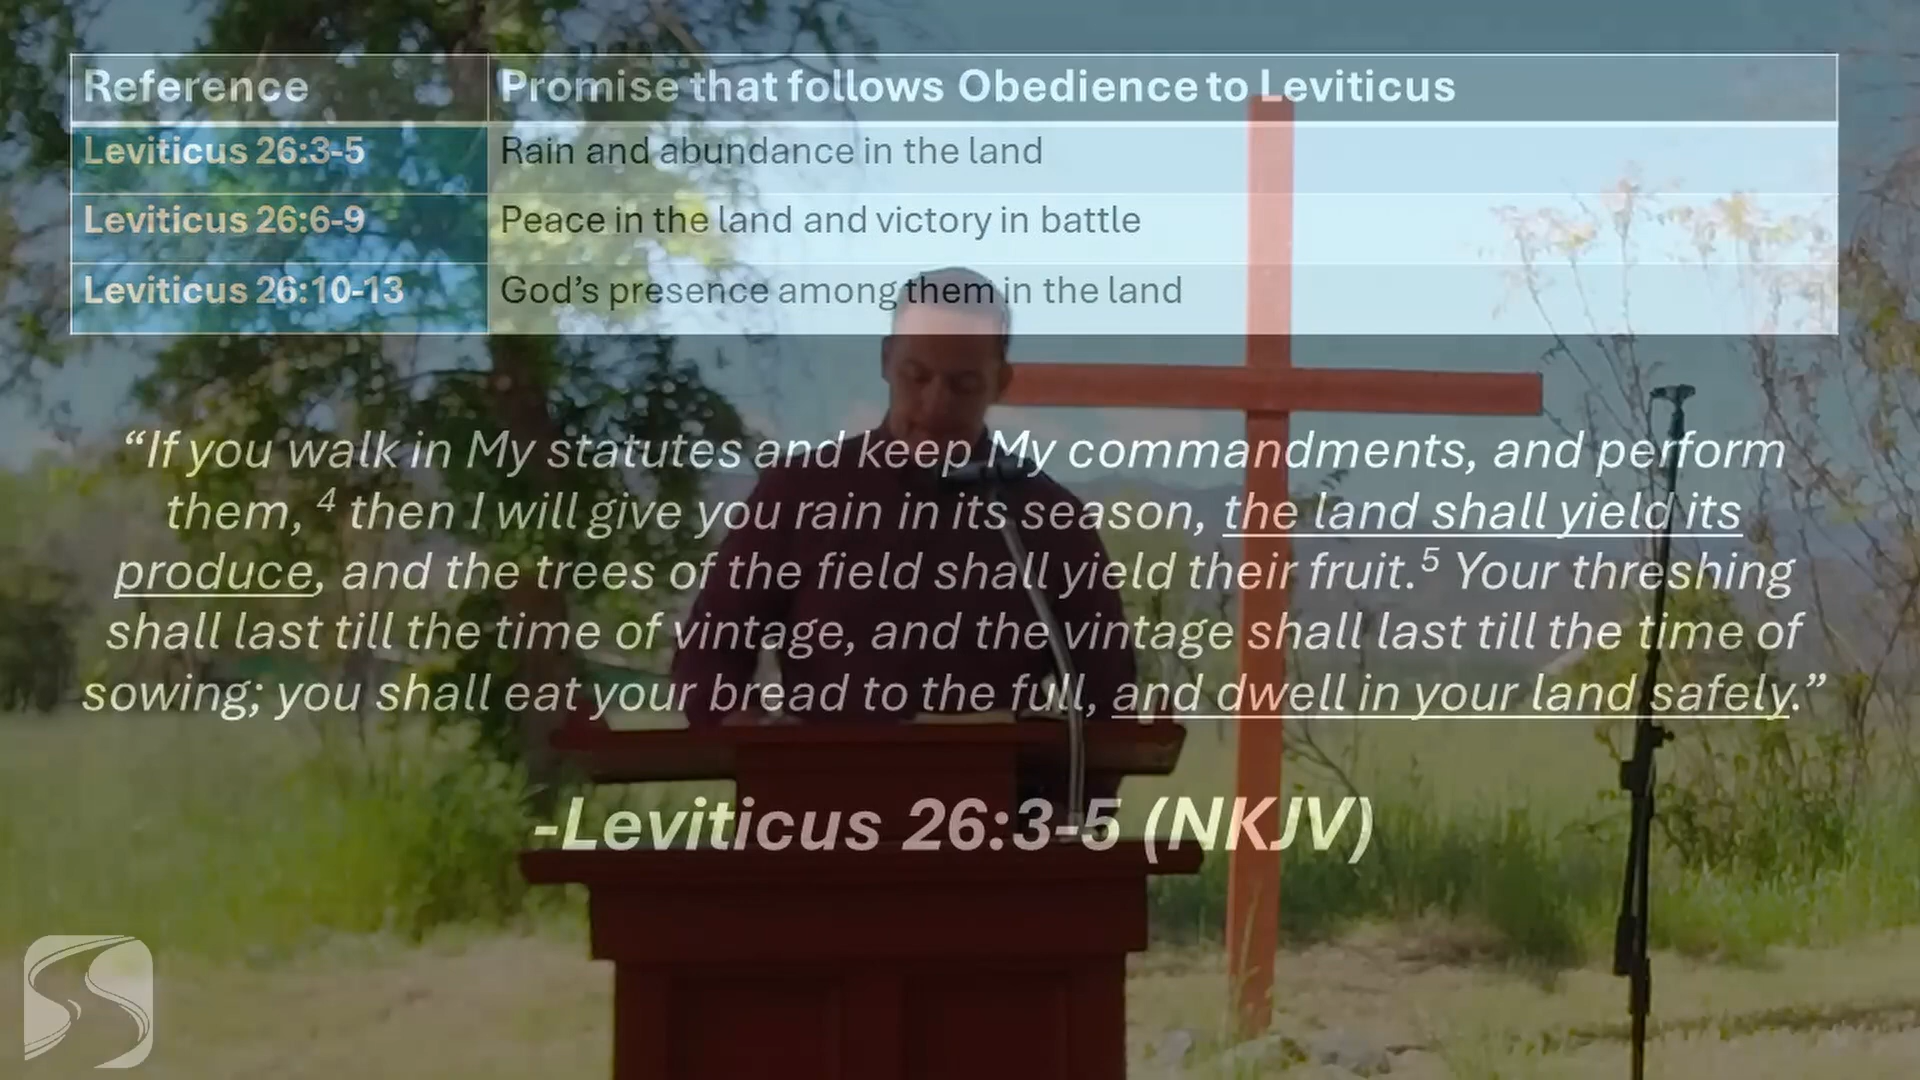 Reference Promise that follows Obedience to Leviticus
Leviticus 26:3-5 Rain and abundance in the land
Leviticus 26:6-9 Peace in the land and victory in battle
Leviticus 26:10-13 God’s presence among them in the land
“If you walk in My statutes and keep My commandments, and perform
them, ⁴ then I will give you rain in its season, the land shall yield its
produce, and the trees of the field shall yield their fruit.⁵ Your threshing
shall last till the time of vintage, and the vintage shall last till the time of
sowing; you shall eat your bread to the full, and dwell in your land safely.”
-Leviticus 26:3-5 (NKJV)